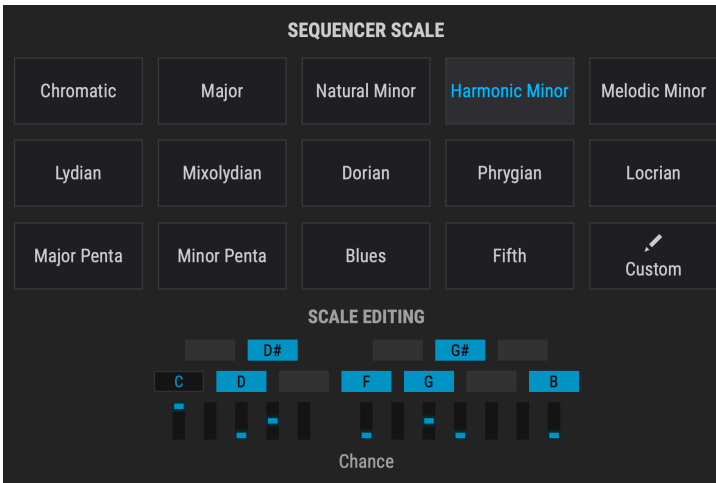 SEQUENCER SCALE
Chromatic Major Natural Minor Harmonic Minor Melodic Minor
Lydian Mixolydian Dorian Phrygian Locrian
Major Penta Minor Penta Blues Fifth Custom
SCALE EDITING
D# G#
C D F G B
Chance